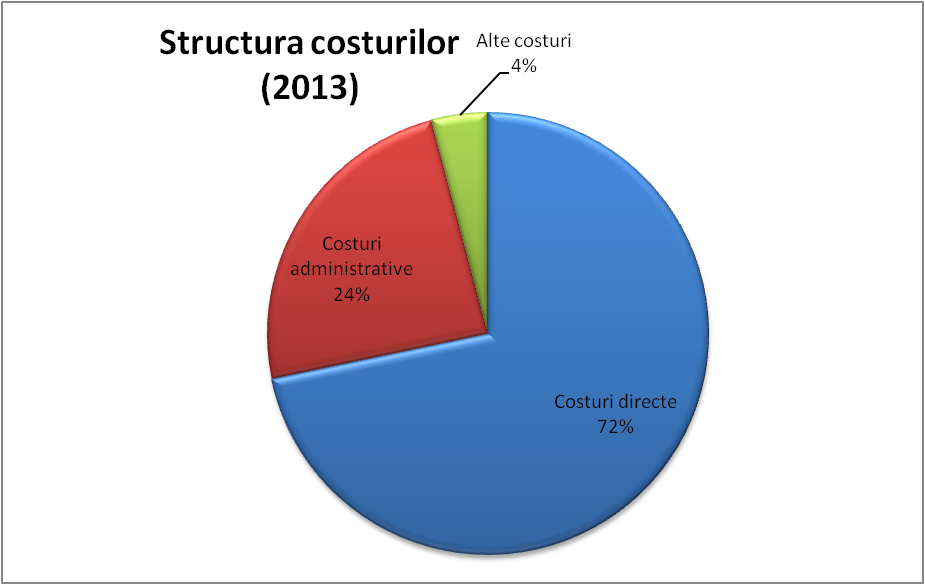 Structura costurilor
(2013)
Alte costuri
4%
Costuri
administrative
24%
Costuri directe
72%